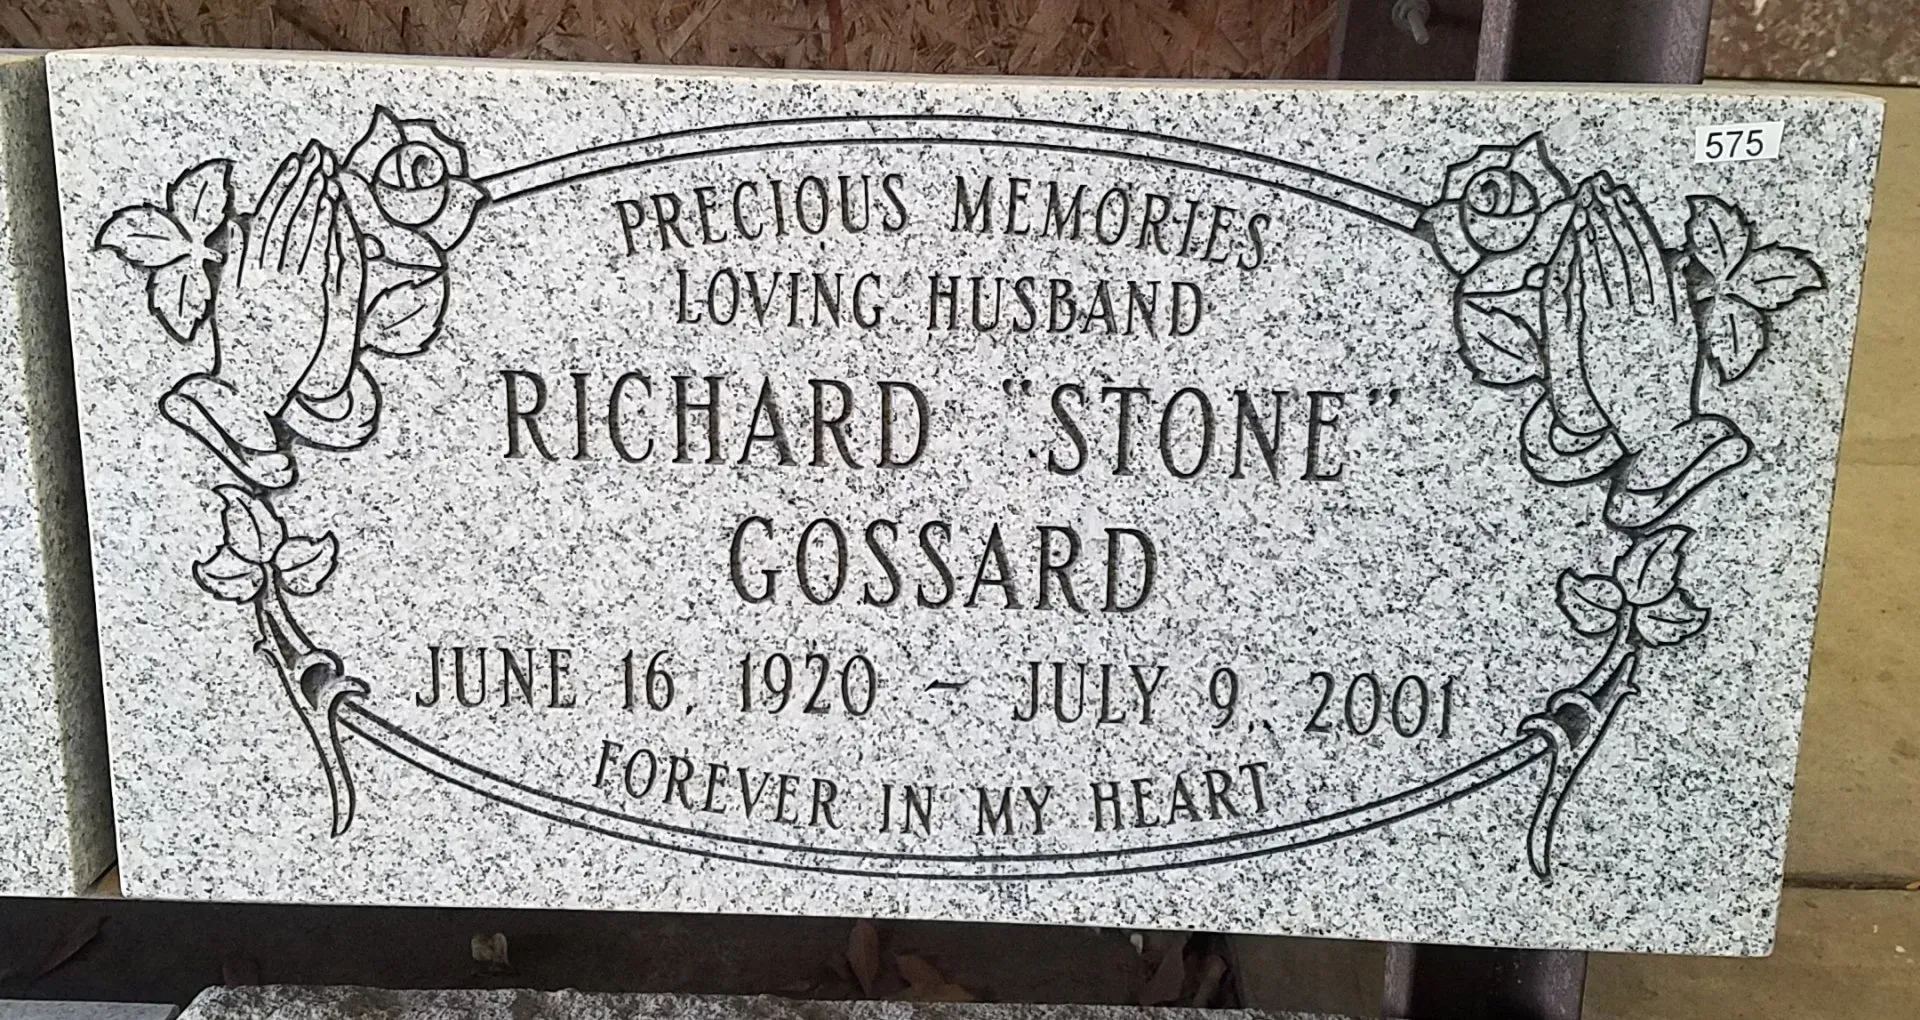 575
PRECIOUS MEMORIES
LOVING HUSBAND
RICHARD "STONE"
GOSSARD
JUNE 16, 1920 ~ JULY 9, 2001
FOREVER IN MY HEART